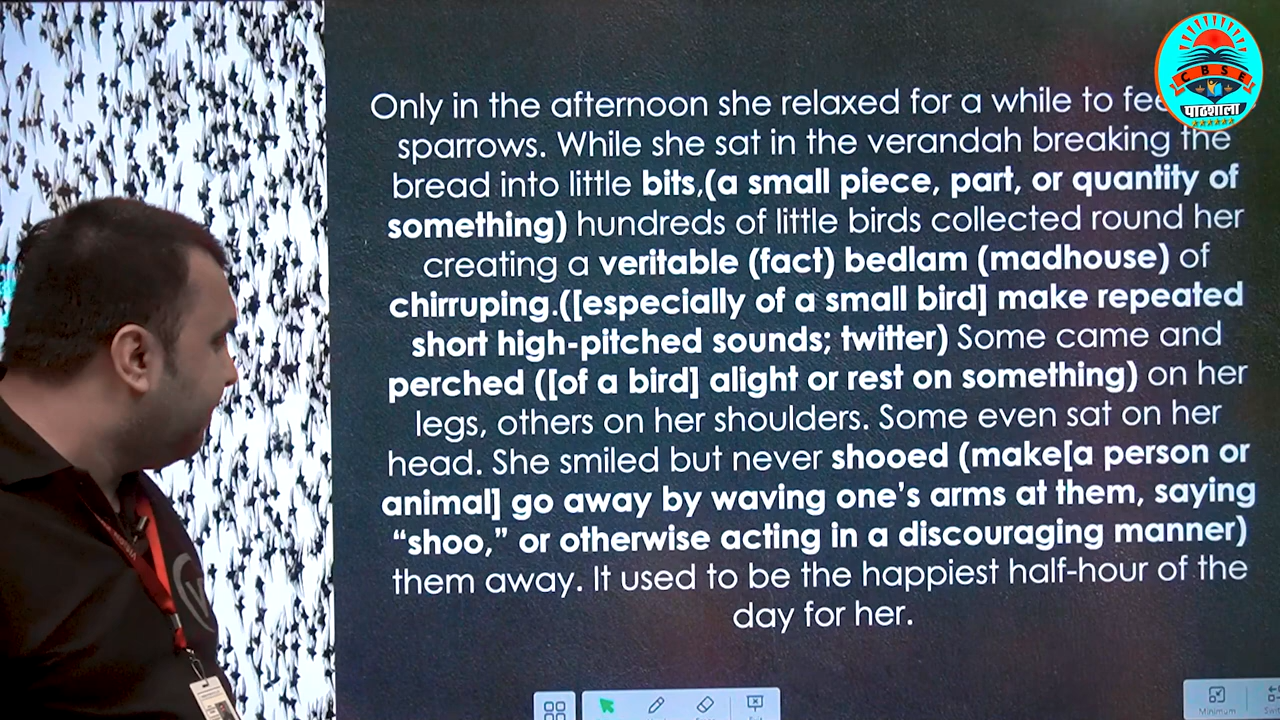 Only in the afternoon she relaxed for a while to
sparrows. While she sat in the verandah breaking the
bread into little bits,(a small piece, part, or quantity of
something) hundreds of little birds collected round her
creating a veritable (fact) bedlam (madhouse) of
chirruping.([especially of a small bird] make repeated
short high-pitched sounds; twitter) Some came and
perched ([of a bird] alight or rest on something) on her
legs, others on her shoulders. Some even sat on her
head. She smiled but never shooed (make[a person or
animal] go away by waving one's arms at them, saying
“shoo,” or otherwise acting in a discouraging manner)
them away. It used to be the happiest half-hour of the
day for her.
CBSE
पाठशाला
Minimum